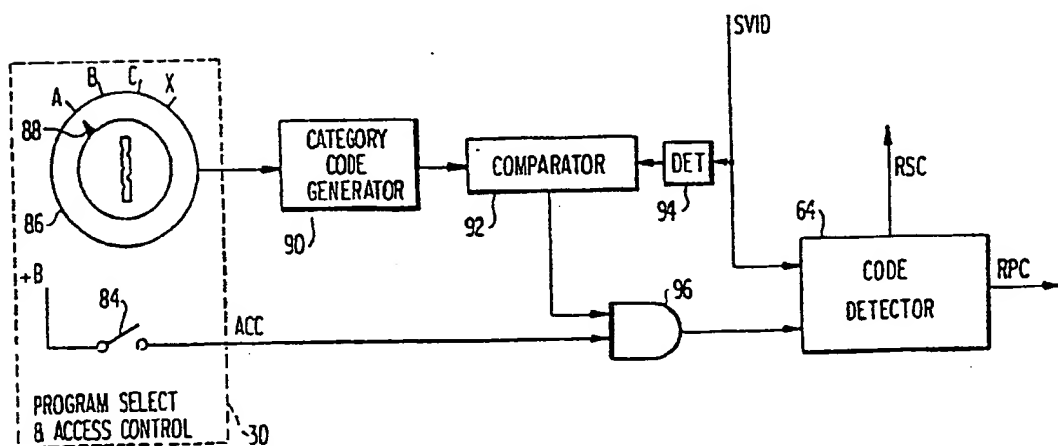 SVID
A B C X
88
CATEGORY
CODE
GENERATOR
COMPARATOR
DET
RSC
86
90
92
94
64
+B
84
ACC
96
CODE
DETECTOR
RPC
PROGRAM SELECT
& ACCESS CONTROL
30